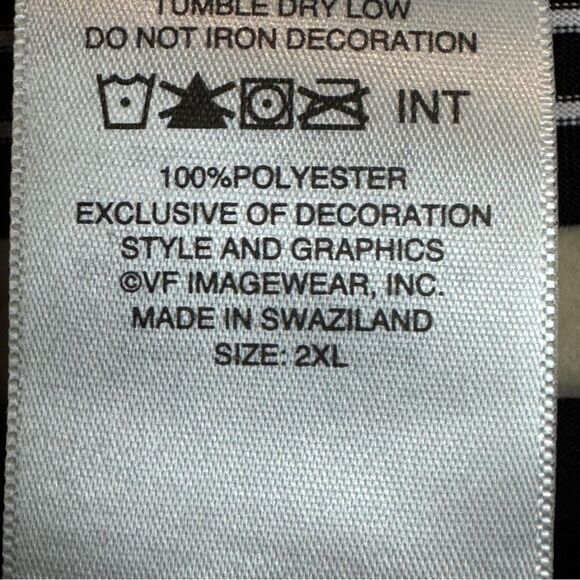 TUMBLE DRY LOW
DO NOT IRON DECORATION
INT
100%POLYESTER
EXCLUSIVE OF DECORATION
STYLE AND GRAPHICS
©VF IMAGEWEAR, INC.
MADE IN SWAZILAND
SIZE: 2XL